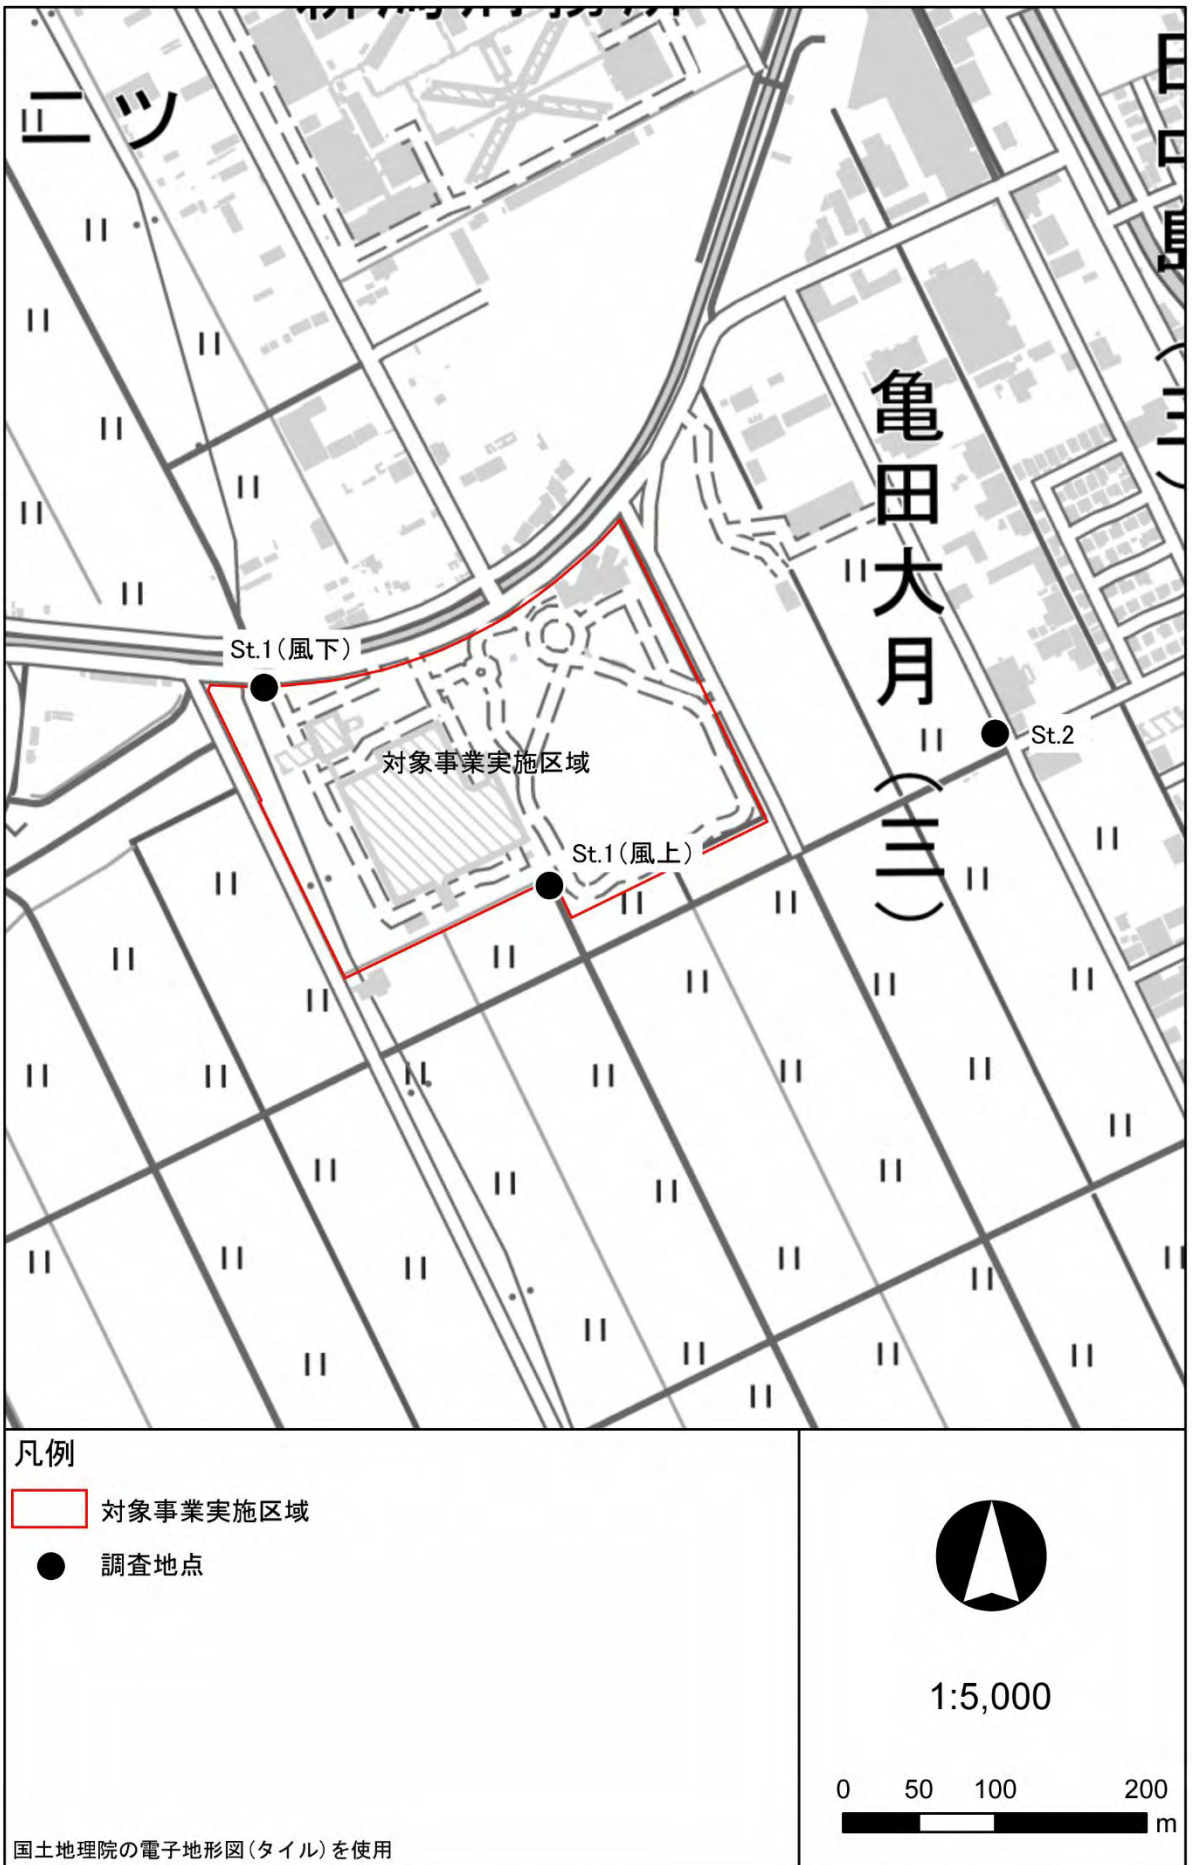 二ツ
亀田大月(三)
St.1(風下)
対象事業実施区域
St.2
St.1(風上)
凡例
対象事業実施区域
調査地点
1:5,000
0 50 100 200
m
国土地理院の電子地形図(タイル)を使用